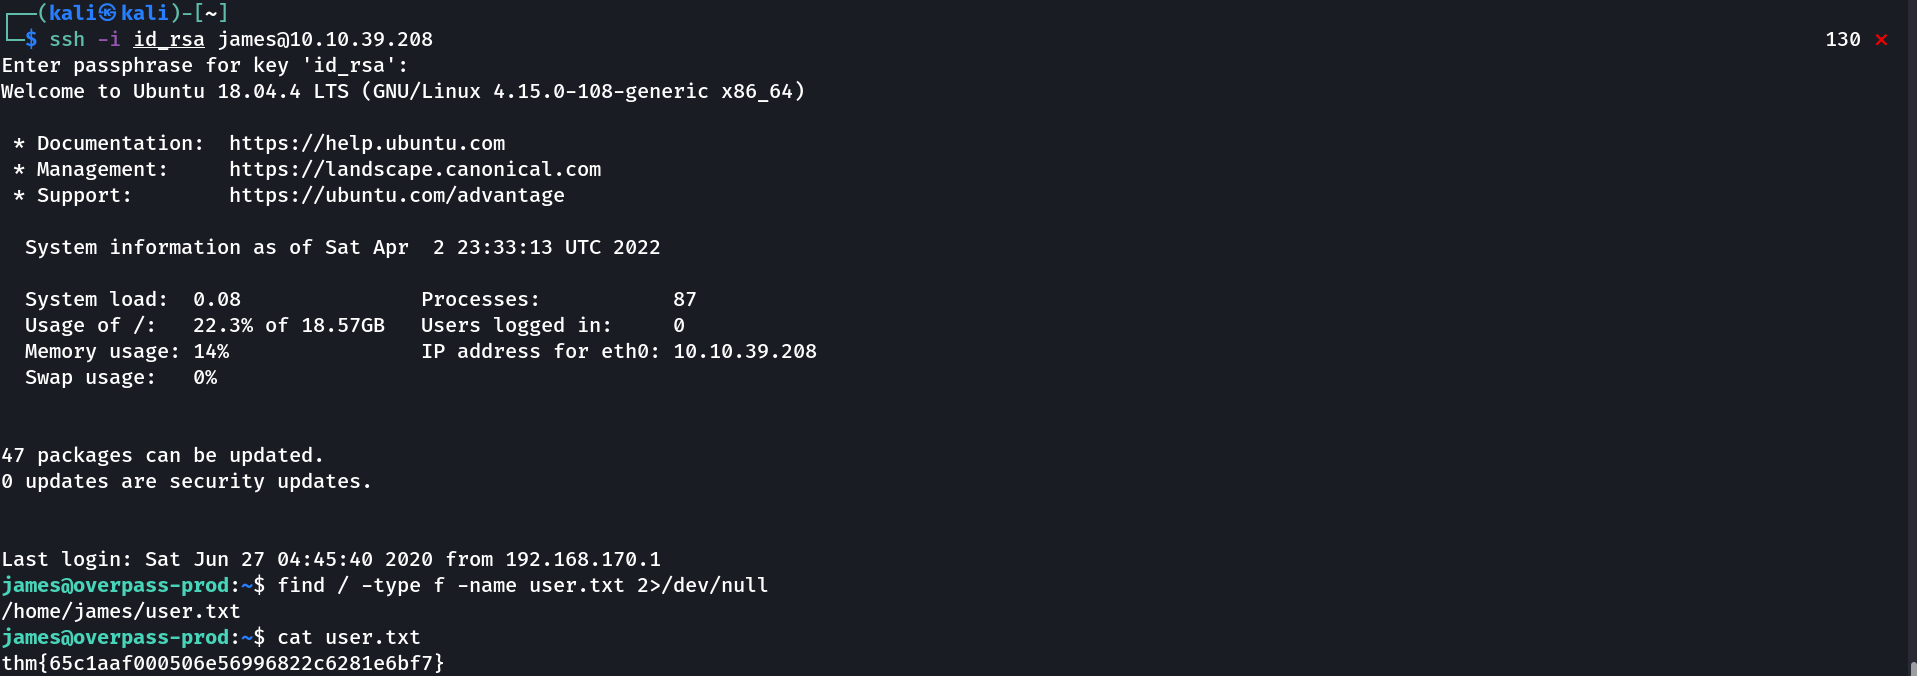 ┌──(kali㉿kali)-[~]
└─$ ssh -i id_rsa james@10.10.39.208 130 ⨯
Enter passphrase for key 'id_rsa':
Welcome to Ubuntu 18.04.4 LTS (GNU/Linux 4.15.0-108-generic x86_64)
* Documentation:  https://help.ubuntu.com
* Management:     https://landscape.canonical.com
* Support:        https://ubuntu.com/advantage
System information as of Sat Apr  2 23:33:13 UTC 2022
System load:  0.08               Processes:           87
Usage of /:   22.3% of 18.57GB   Users logged in:     0
Memory usage: 14%                IP address for eth0: 10.10.39.208
Swap usage:   0%
47 packages can be updated.
0 updates are security updates.
Last login: Sat Jun 27 04:45:40 2020 from 192.168.170.1
james@overpass-prod:~$ find / -type f -name user.txt 2>/dev/null
/home/james/user.txt
james@overpass-prod:~$ cat user.txt
thm{65c1aaf000506e56996822c6281e6bf7}